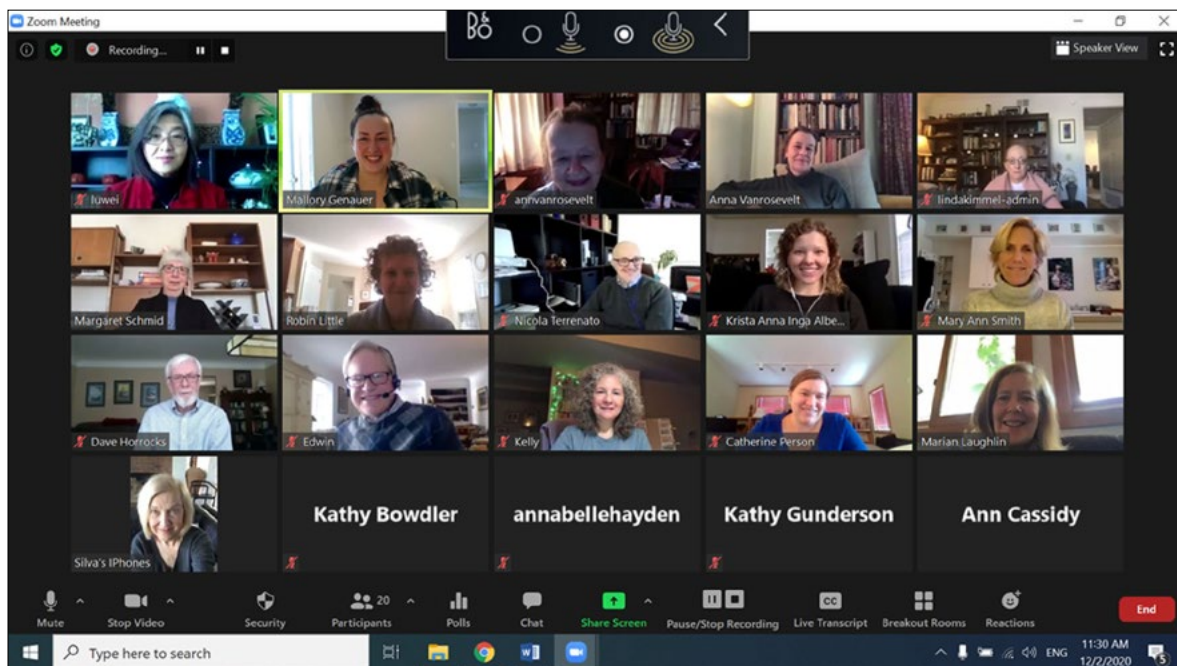 Zoom Meeting
B&O
Recording...
Speaker View
luwei
Mallory Genauer
annvanrosevelt
Anna Vanrosevelt
lindakimmel-admin
Margaret Schmid
Robin Little
Nicola Terrenato
Krista Anna Inga Albe...
Mary Ann Smith
Dave Horrocks
Edwin
Kelly
Catherine Person
Marian Laughlin
Silva's IPhones
Kathy Bowdler
annabellehayden
Kathy Gunderson
Ann Cassidy
Mute
Stop Video
Security
20
Participants
Polls
Chat
Share Screen
Pause/Stop Recording
CC
Live Transcript
Breakout Rooms
Reactions
End
Type here to search
W
ENG
11:30 AM
12/2/2020
5